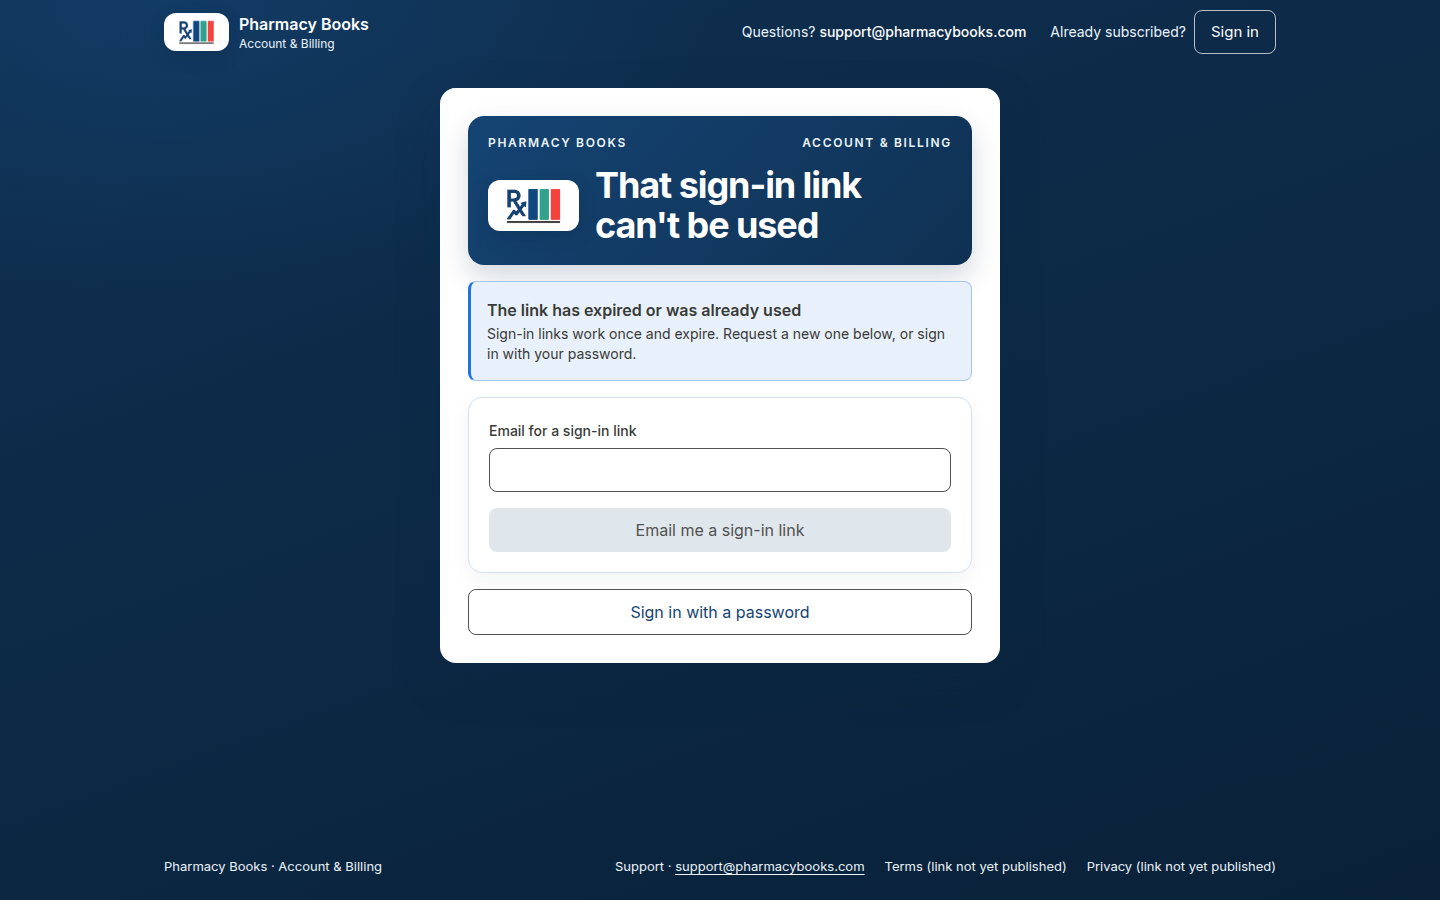 Pharmacy Books
Account & Billing
Questions? support@pharmacybooks.com
Already subscribed?
Sign in
PHARMACY BOOKS
ACCOUNT & BILLING
Rx
That sign-in link
can't be used
The link has expired or was already used
Sign-in links work once and expire. Request a new one below, or sign
in with your password.
Email for a sign-in link
Email me a sign-in link
Sign in with a password
Pharmacy Books · Account & Billing
Support · support@pharmacybooks.com
Terms (link not yet published)
Privacy (link not yet published)